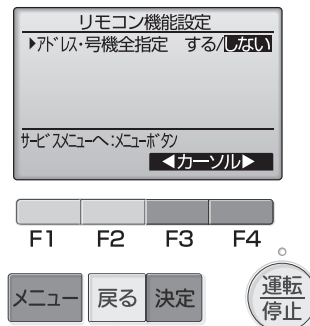 リモコン機能設定
▶アドレス・号機全指定 する/しない
サービスメニューへ:メニューボタン
◀カーソル▶
F1 F2 F3 F4
メニュー 戻る 決定 運転
停止